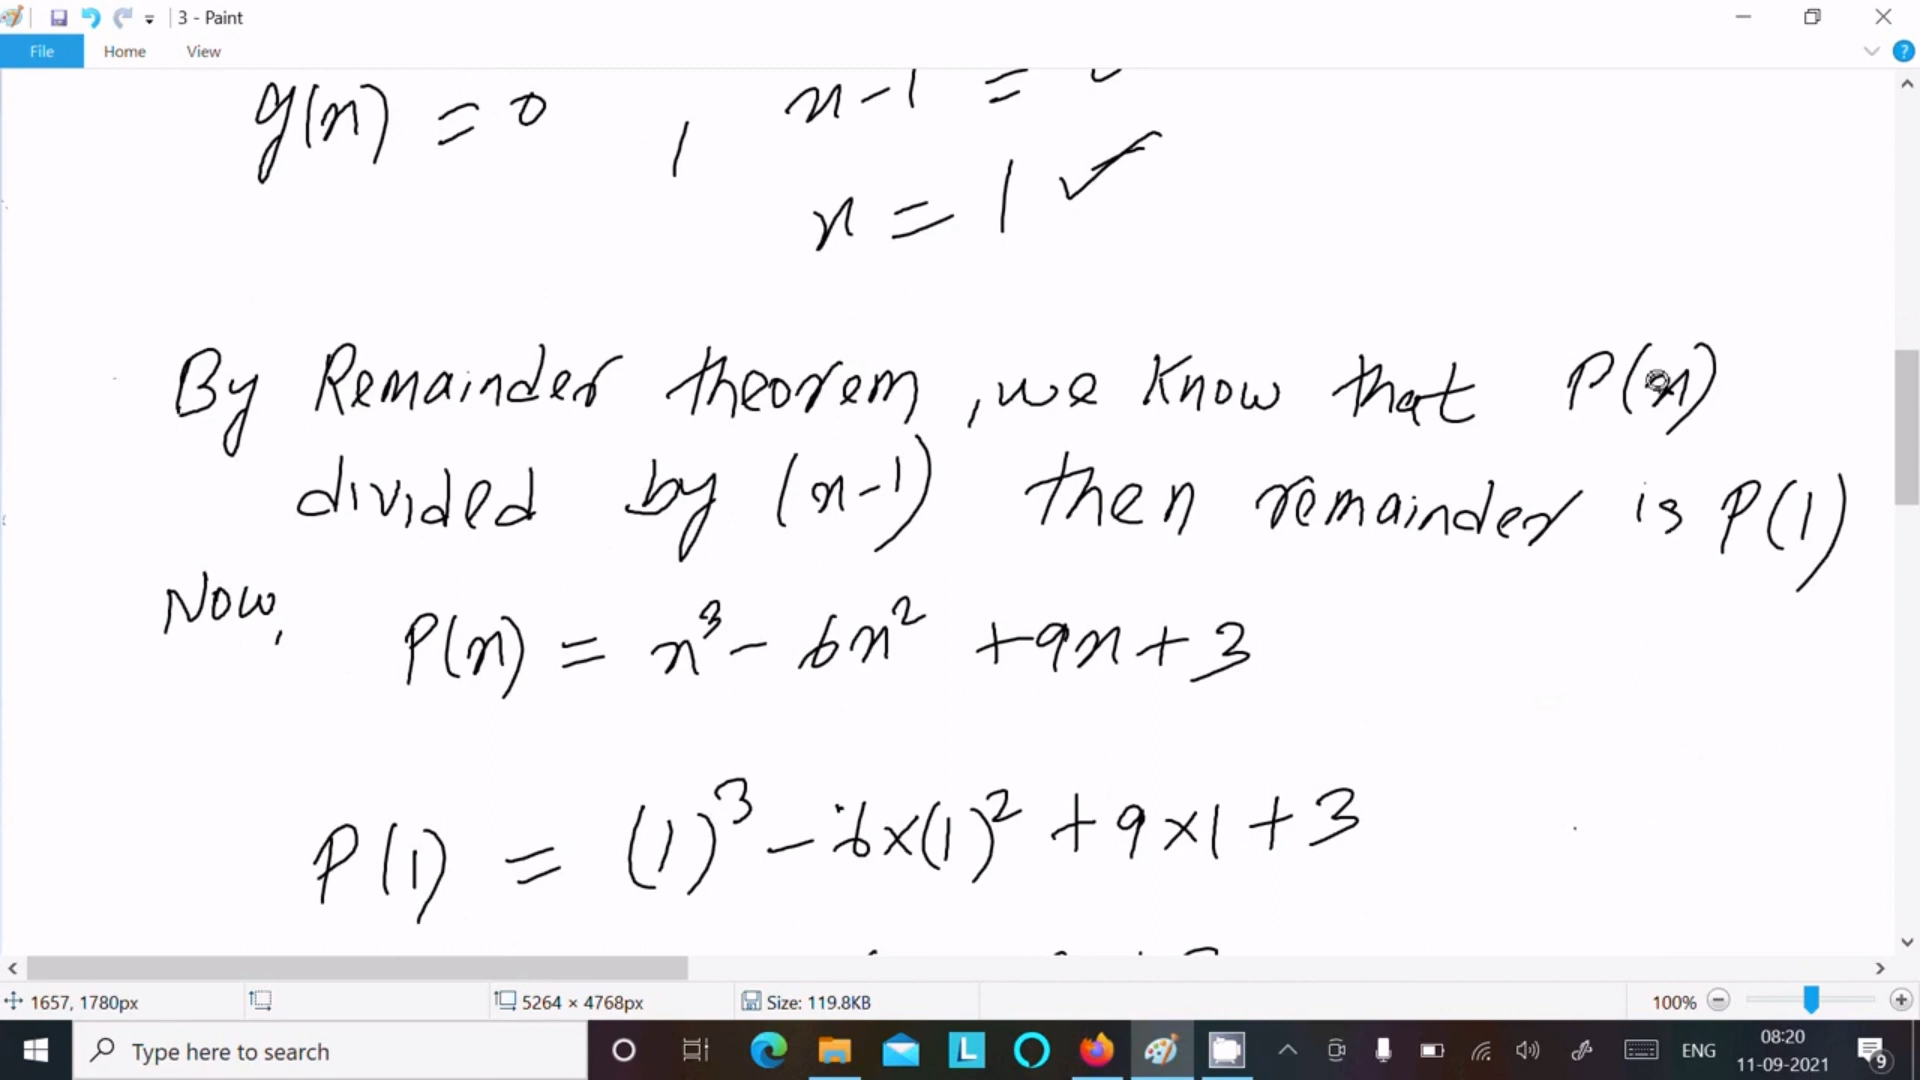 3 - Paint
File Home View
g(x) = 0 , x-1 =
x = 1 ✓
By Remainder theorem, we know that P(x)
divided by (x-1) then remainder is P(1)
Now, P(x) = x³ - 6x² + 9x + 3
P(1) = (1)³ - 6×(1)² + 9×1 + 3
1657, 1780px 5264 × 4768px Size: 119.8KB 100%
Type here to search L ENG 08:20
11-09-2021 9